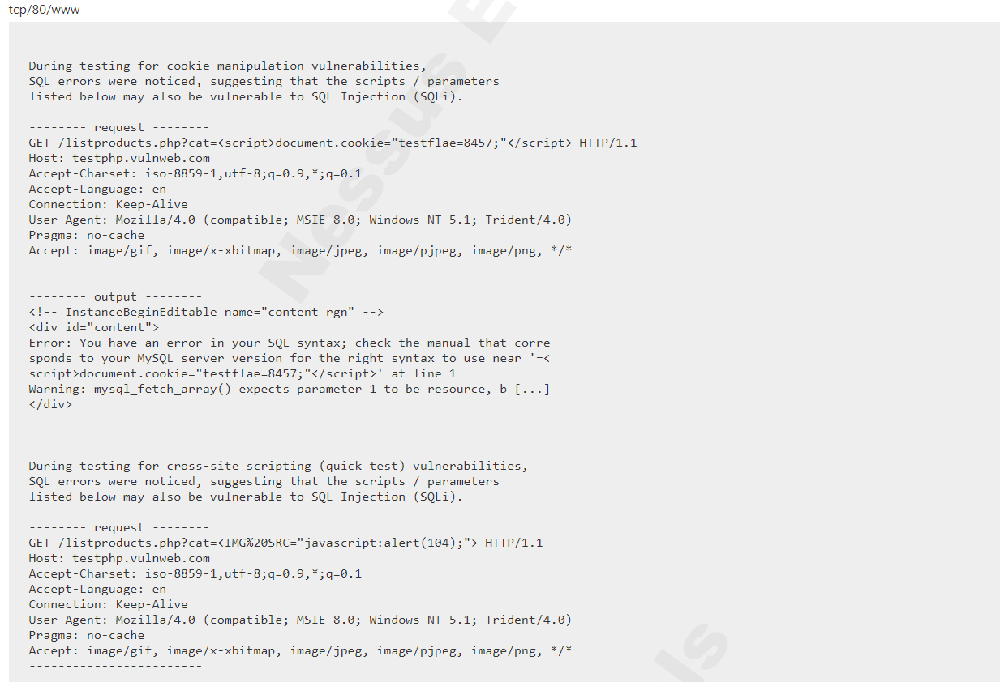 tcp/80/www
During testing for cookie manipulation vulnerabilities,
SQL errors were noticed, suggesting that the scripts / parameters
listed below may also be vulnerable to SQL Injection (SQLi).
-------- request --------
GET /listproducts.php?cat=<script>document.cookie="testflae=8457;"</script> HTTP/1.1
Host: testphp.vulnweb.com
Accept-Charset: iso-8859-1,utf-8;q=0.9,*;q=0.1
Accept-Language: en
Connection: Keep-Alive
User-Agent: Mozilla/4.0 (compatible; MSIE 8.0; Windows NT 5.1; Trident/4.0)
Pragma: no-cache
Accept: image/gif, image/x-xbitmap, image/jpeg, image/pjpeg, image/png, */*
------------------------
-------- output --------
<!-- InstanceBeginEditable name="content_rgn" -->
<div id="content">
Error: You have an error in your SQL syntax; check the manual that corre
sponds to your MySQL server version for the right syntax to use near '=<
script>document.cookie="testflae=8457;"</script>' at line 1
Warning: mysql_fetch_array() expects parameter 1 to be resource, b [...]
</div>
------------------------
During testing for cross-site scripting (quick test) vulnerabilities,
SQL errors were noticed, suggesting that the scripts / parameters
listed below may also be vulnerable to SQL Injection (SQLi).
-------- request --------
GET /listproducts.php?cat=<IMG%20SRC="javascript:alert(104);"> HTTP/1.1
Host: testphp.vulnweb.com
Accept-Charset: iso-8859-1,utf-8;q=0.9,*;q=0.1
Accept-Language: en
Connection: Keep-Alive
User-Agent: Mozilla/4.0 (compatible; MSIE 8.0; Windows NT 5.1; Trident/4.0)
Pragma: no-cache
Accept: image/gif, image/x-xbitmap, image/jpeg, image/pjpeg, image/png, */*
------------------------
Nessus E
ls